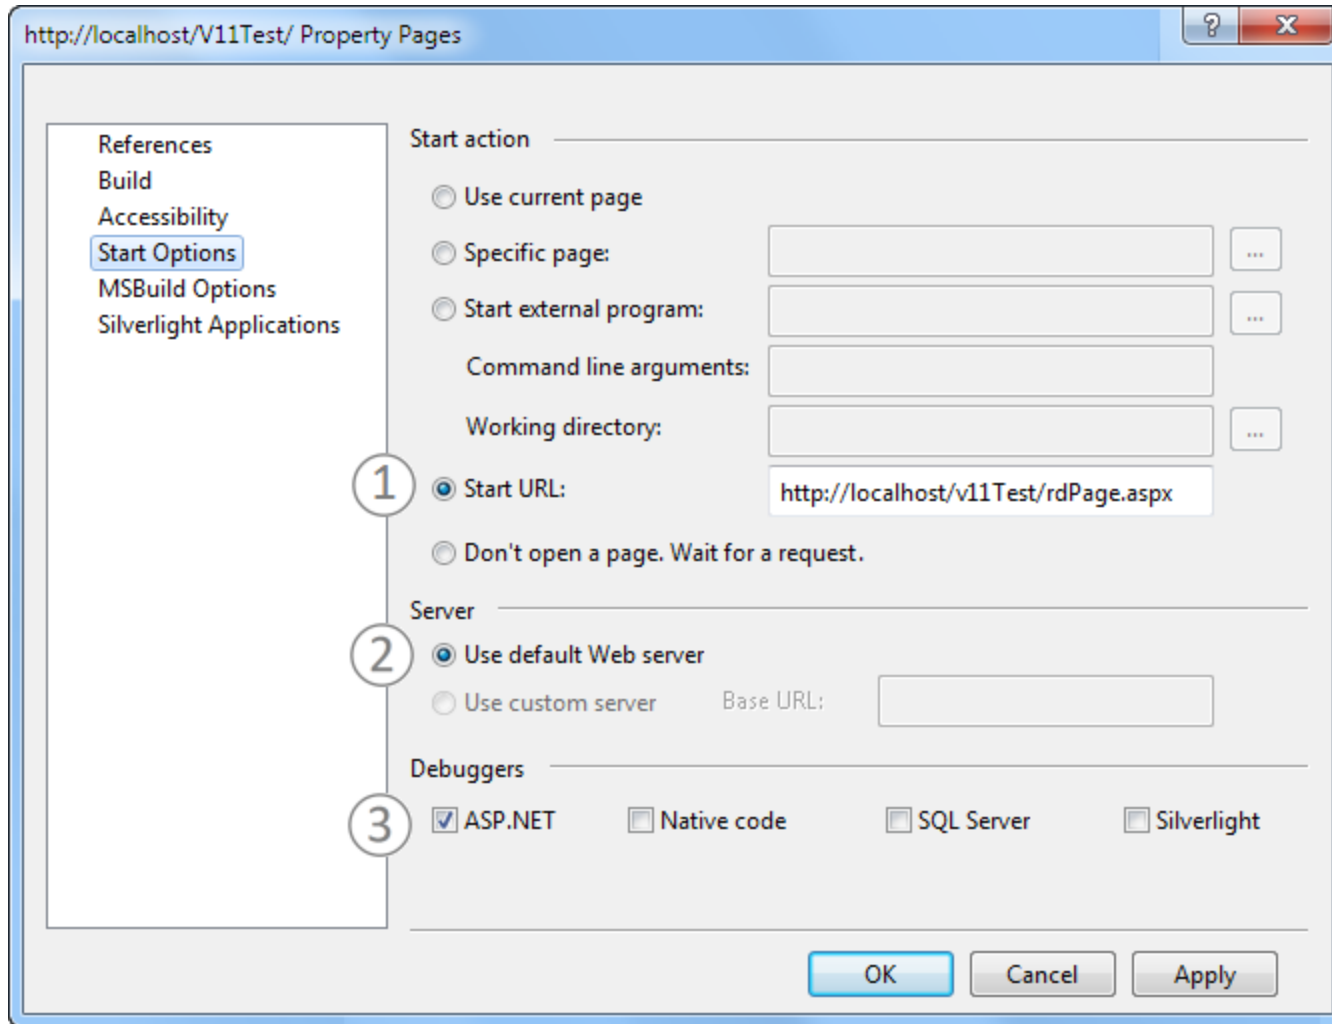 http://localhost/V11Test/ Property Pages
?
X
References
Build
Accessibility
Start Options
MSBuild Options
Silverlight Applications
Start action
Use current page
Specific page:
...
Start external program:
...
Command line arguments:
Working directory:
...
1
Start URL:
http://localhost/v11Test/rdPage.aspx
Don't open a page. Wait for a request.
Server
2
Use default Web server
Use custom server
Base URL:
Debuggers
3
ASP.NET
Native code
SQL Server
Silverlight
OK
Cancel
Apply